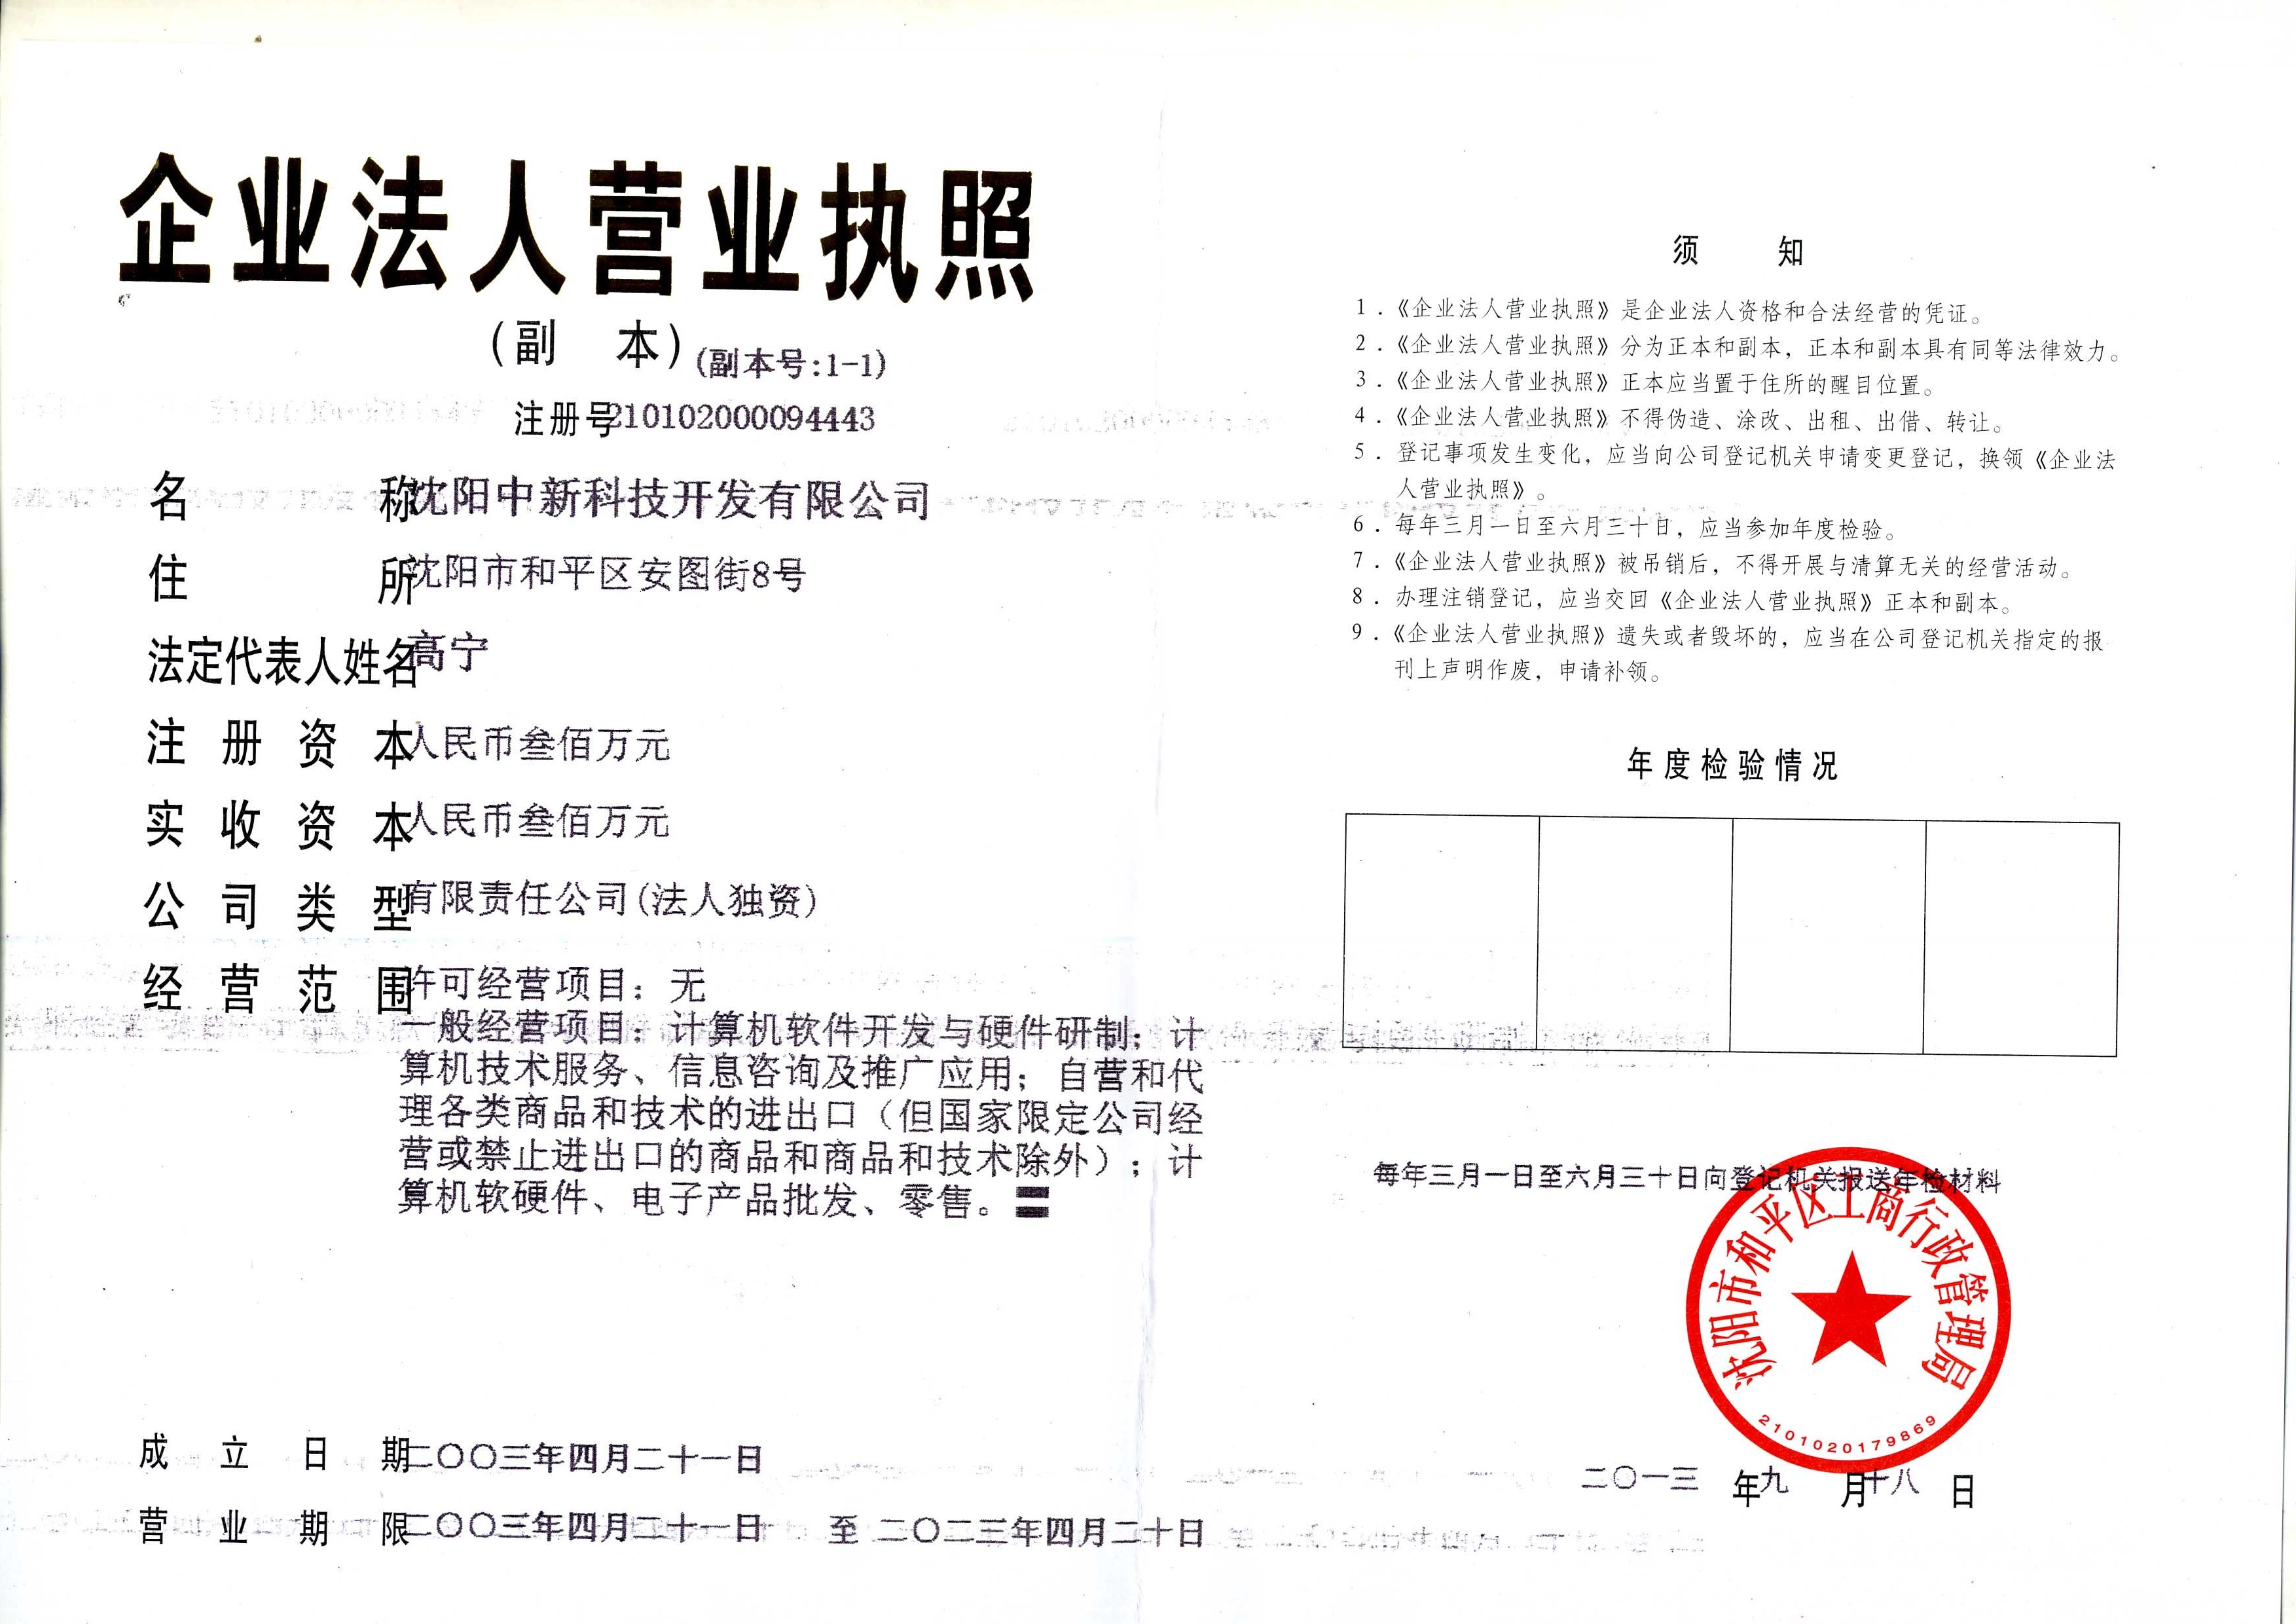 企业法人营业执照
（副 本）(副本号:1-1)
注册号210102000094443
名 称 沈阳中新科技开发有限公司
住 所 沈阳市和平区安图街8号
法定代表人姓名 高宁
注册资本 人民币叁佰万元
实收资本 人民币叁佰万元
公司类型 有限责任公司(法人独资)
经营范围 许可经营项目：无
一般经营项目：计算机软件开发与硬件研制；计
算机技术服务、信息咨询及推广应用；自营和代
理各类商品和技术的进出口（但国家限定公司经
营或禁止进出口的商品和商品和技术除外）；计
算机软硬件、电子产品批发、零售。
成立日期 二〇〇三年四月二十一日
营业期限 二〇〇三年四月二十一日 至 二〇二三年四月二十日
须 知
1．《企业法人营业执照》是企业法人资格和合法经营的凭证。
2．《企业法人营业执照》分为正本和副本，正本和副本具有同等法律效力。
3．《企业法人营业执照》正本应当置于住所的醒目位置。
4．《企业法人营业执照》不得伪造、涂改、出租、出借、转让。
5．登记事项发生变化，应当向公司登记机关申请变更登记，换领《企业法
人营业执照》。
6．每年三月一日至六月三十日，应当参加年度检验。
7．《企业法人营业执照》被吊销后，不得开展与清算无关的经营活动。
8．办理注销登记，应当交回《企业法人营业执照》正本和副本。
9．《企业法人营业执照》遗失或者毁坏的，应当在公司登记机关指定的报
刊上声明作废，申请补领。
年度检验情况
每年三月一日至六月三十日向登记机关报送年检材料
沈阳市和平区工商行政管理局
2101020179869
二〇一三 年九 月十八 日